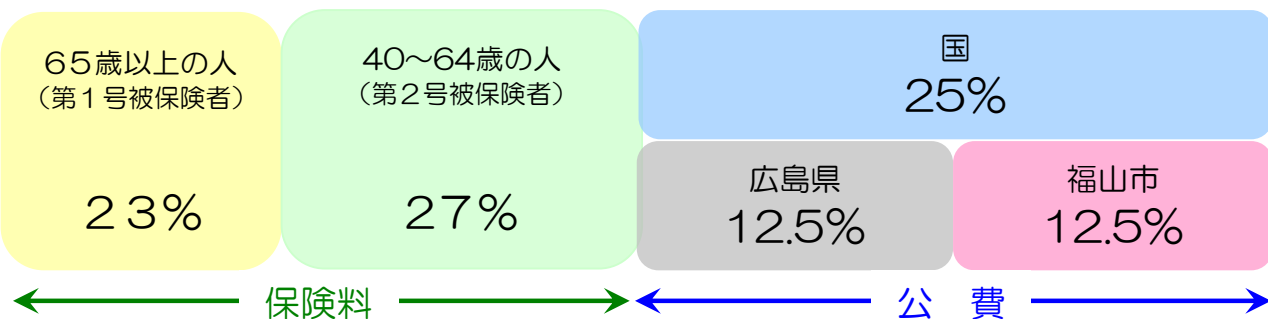 65歳以上の人
（第１号被保険者）
２３%
40～64歳の人
（第２号被保険者）
２７%
国
25%
広島県
12.5%
福山市
12.5%
保険料
公　費